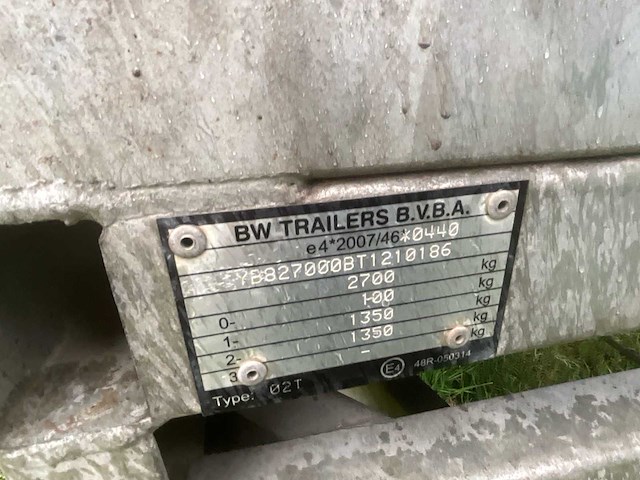 BW TRAILERS B.V.B.A.
e4*2007/46*0440
YB827000BT1210186
2700 kg
0- 100 kg
1- 1350 kg
2- 1350 kg
3 -
Type: 02T E4 48R-050314